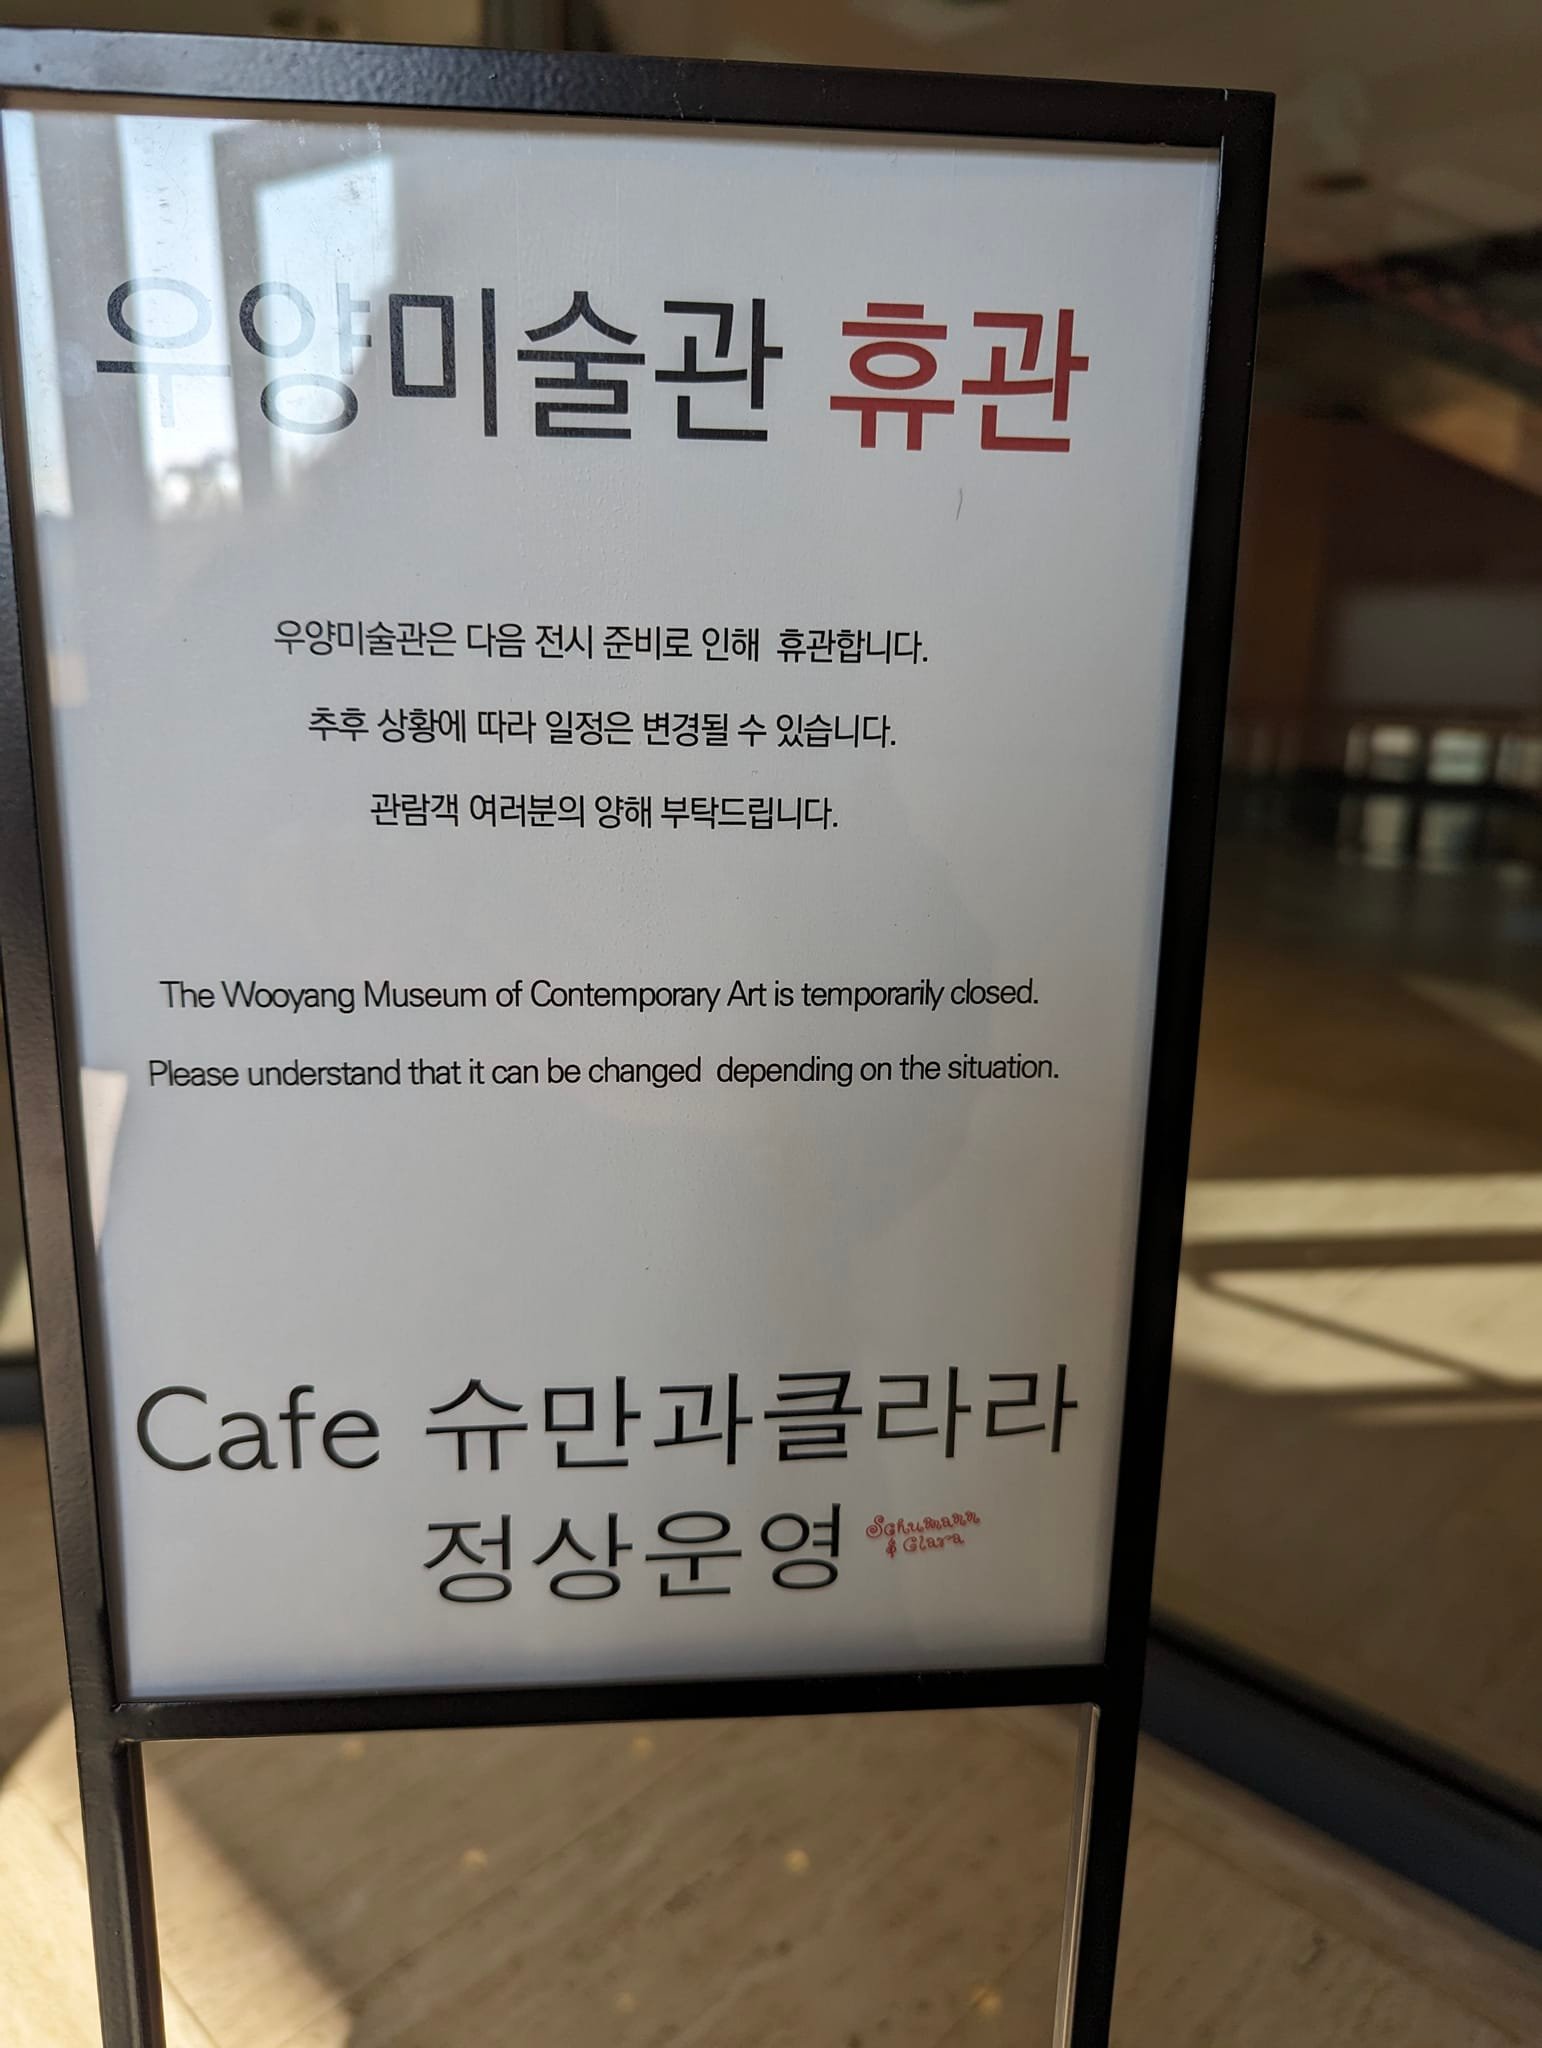 우양미술관 휴관
우양미술관은 다음 전시 준비로 인해 휴관합니다.
추후 상황에 따라 일정은 변경될 수 있습니다.
관람객 여러분의 양해 부탁드립니다.
The Wooyang Museum of Contemporary Art is temporarily closed.
Please understand that it can be changed depending on the situation.
Cafe 슈만과클라라
정상운영
Schumann
& Clara